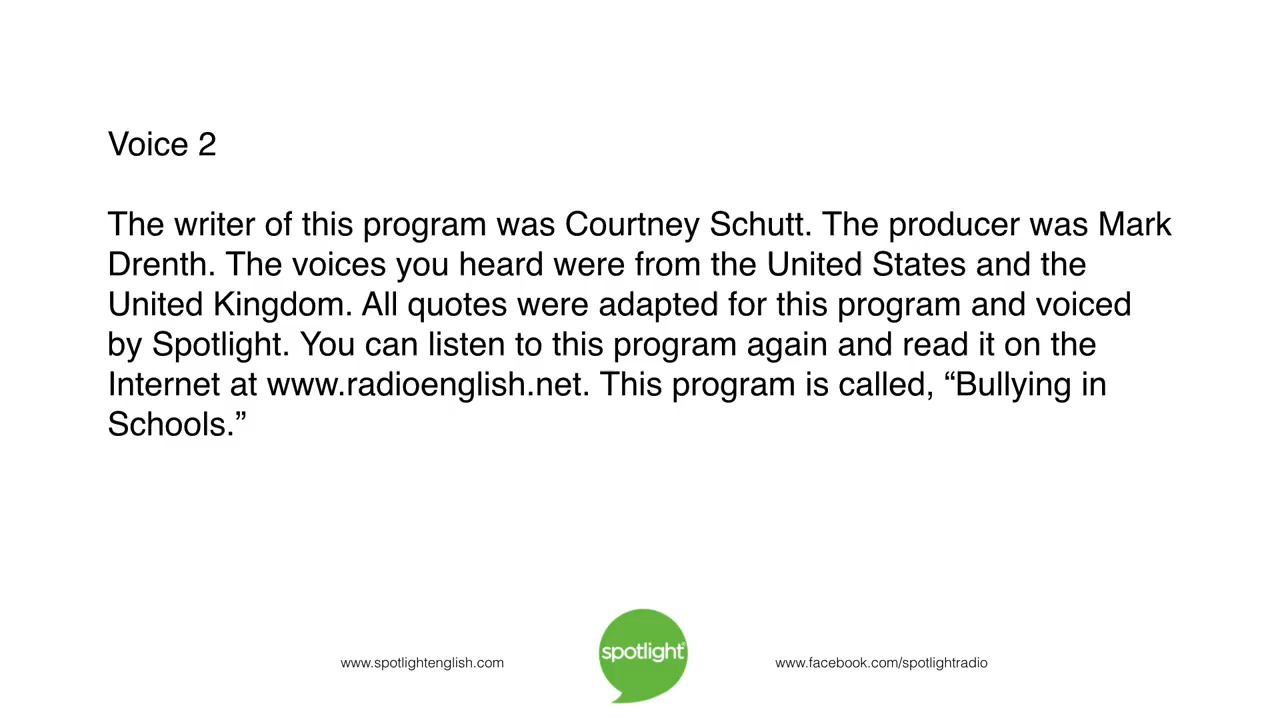 Voice 2
The writer of this program was Courtney Schutt. The producer was Mark
Drenth. The voices you heard were from the United States and the
United Kingdom. All quotes were adapted for this program and voiced
by Spotlight. You can listen to this program again and read it on the
Internet at www.radioenglish.net. This program is called, “Bullying in
Schools.”
www.spotlightenglish.com
spotlight
www.facebook.com/spotlightradio